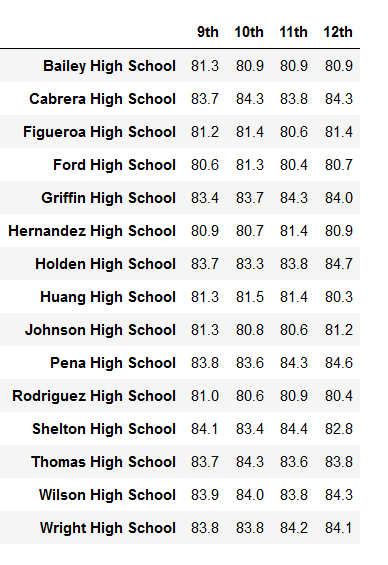 9th 10th 11th 12th
Bailey High School 81.3 80.9 80.9 80.9
Cabrera High School 83.7 84.3 83.8 84.3
Figueroa High School 81.2 81.4 80.6 81.4
Ford High School 80.6 81.3 80.4 80.7
Griffin High School 83.4 83.7 84.3 84.0
Hernandez High School 80.9 80.7 81.4 80.9
Holden High School 83.7 83.3 83.8 84.7
Huang High School 81.3 81.5 81.4 80.3
Johnson High School 81.3 80.8 80.6 81.2
Pena High School 83.8 83.6 84.3 84.6
Rodriguez High School 81.0 80.6 80.9 80.4
Shelton High School 84.1 83.4 84.4 82.8
Thomas High School 83.7 84.3 83.6 83.8
Wilson High School 83.9 84.0 83.8 84.3
Wright High School 83.8 83.8 84.2 84.1